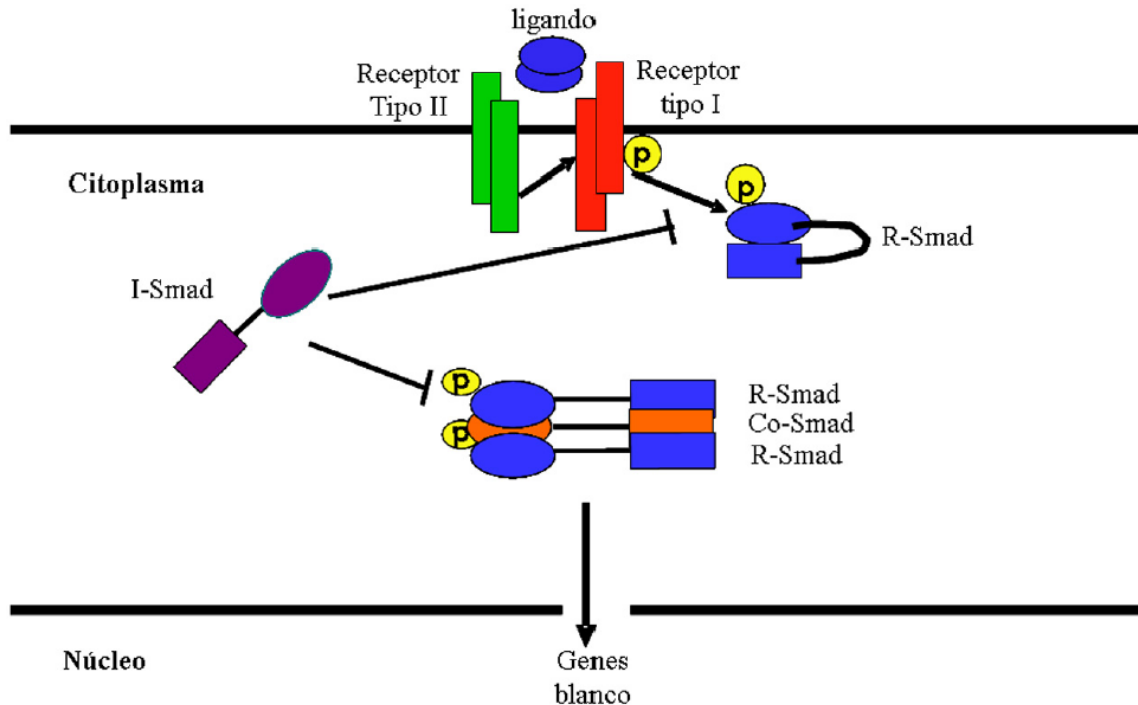 ligando
Receptor
Tipo II
Receptor
tipo I
p
p
Citoplasma
R-Smad
I-Smad
p
R-Smad
Co-Smad
p
R-Smad
Núcleo
Genes
blanco